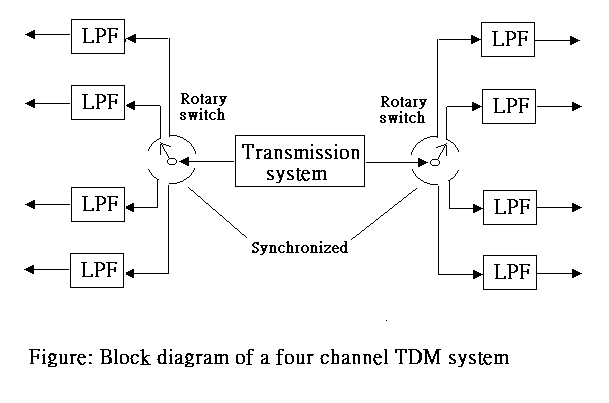 LPF
LPF
LPF
LPF
Rotary
switch
Transmission
system
Synchronized
Rotary
switch
LPF
LPF
LPF
LPF
Figure: Block diagram of a four channel TDM system